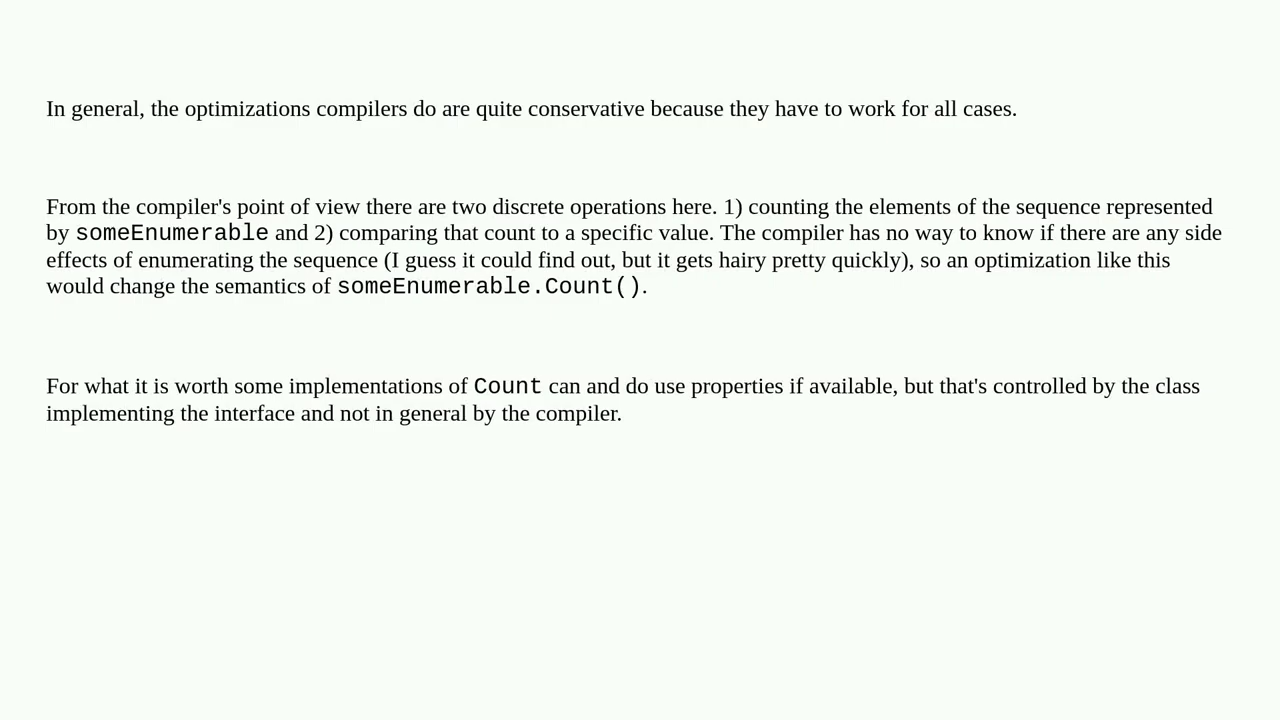 In general, the optimizations compilers do are quite conservative because they have to work for all cases.
From the compiler's point of view there are two discrete operations here. 1) counting the elements of the sequence represented
by someEnumerable and 2) comparing that count to a specific value. The compiler has no way to know if there are any side
effects of enumerating the sequence (I guess it could find out, but it gets hairy pretty quickly), so an optimization like this
would change the semantics of someEnumerable.Count().
For what it is worth some implementations of Count can and do use properties if available, but that's controlled by the class
implementing the interface and not in general by the compiler.